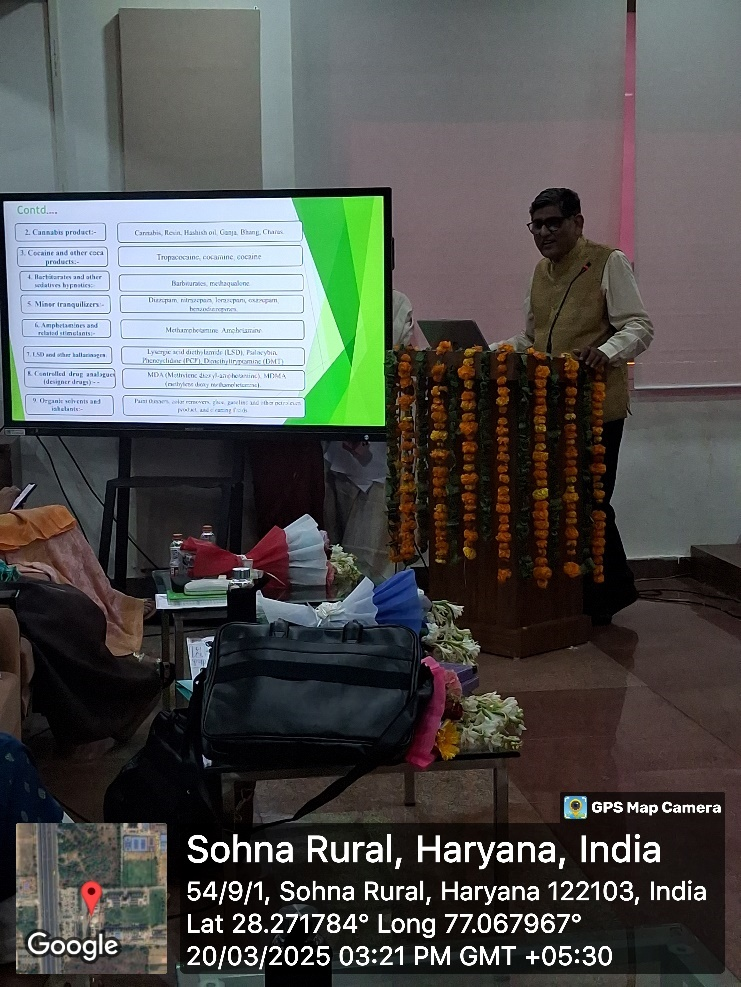 Contd....
2. Cannabis product:-
Cannabis, Resin, Hashish oil, Ganja, Bhang, Charas.
3. Cocaine and other coca
products:-
Tropacocaine, cocamine, cocaine
4. Barbiturates and other
sedatives hypnotics:-
Barbiturates, methaqualone.
5. Minor tranquilizers:-
Diazepam, nitrazepam, lorazepam, oxazepam,
benzodiazepines.
6. Amphetamines and
related stimulants:-
Methamphetamine, Amphetamine
7. LSD and other hallucinogen:
Lysergic acid diethylamide (LSD), Psilocybin,
Phencyclidine (PCP), Dimethyltryptamine (DMT)
8. Controlled drug analogues
(designer drugs) - -
MDA (Methylene dioxyl-amphetamine), MDMA
(methylene dioxy methamphetamine).
9. Organic solvents and
inhalants:-
Paint thinners, color removers, glue, gasoline and other petroleum
product, and cleaning fluids
GPS Map Camera
Sohna Rural, Haryana, India
54/9/1, Sohna Rural, Haryana 122103, India
Lat 28.271784° Long 77.067967°
20/03/2025 03:21 PM GMT +05:30
Google